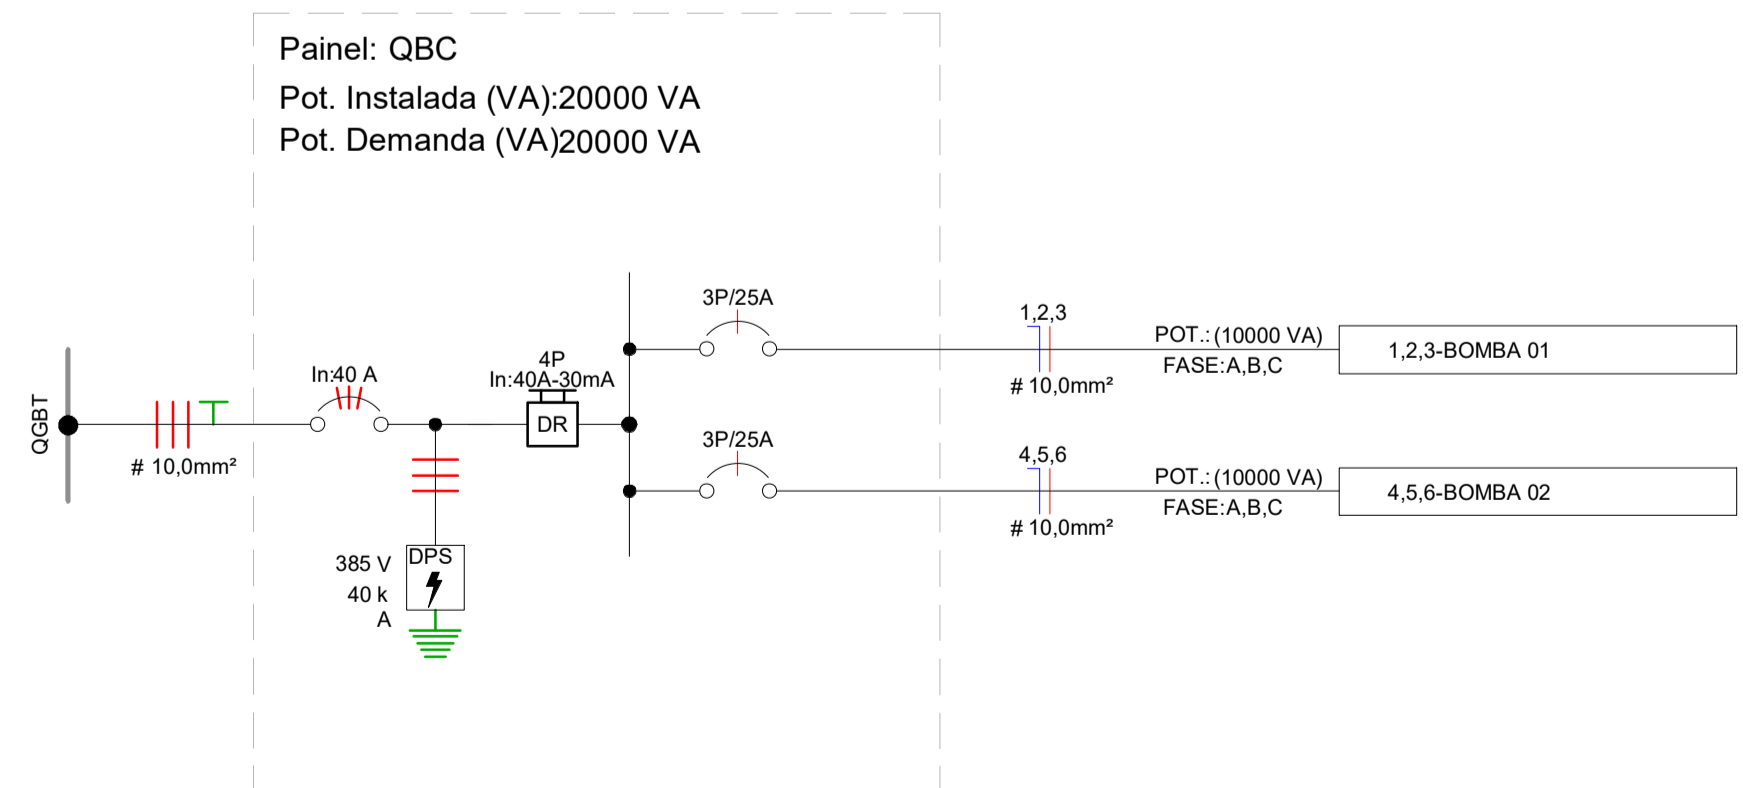 Painel: QBC
Pot. Instalada (VA):20000 VA
Pot. Demanda (VA)20000 VA
QGBT
# 10,0mm²
In:40 A
4P
In:40A-30mA
DR
DPS
385 V
40 k
A
3P/25A
1,2,3
# 10,0mm²
POT.: (10000 VA)
FASE:A,B,C
1,2,3-BOMBA 01
3P/25A
4,5,6
# 10,0mm²
POT.: (10000 VA)
FASE:A,B,C
4,5,6-BOMBA 02